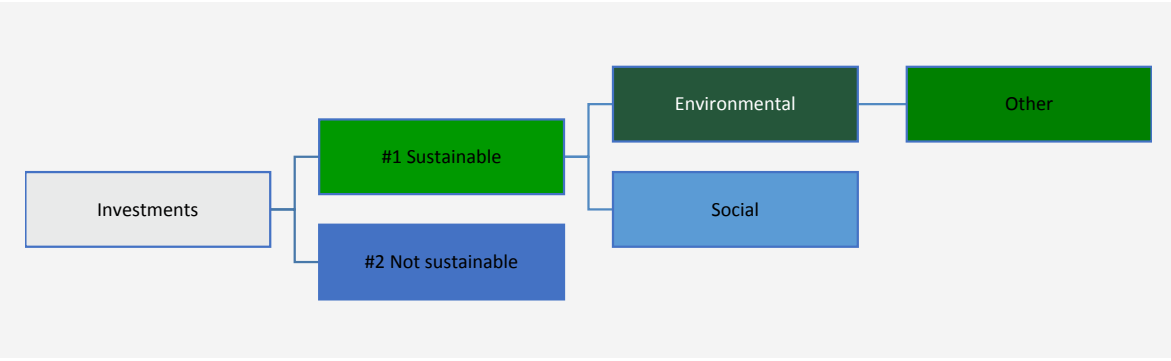 Investments
#1 Sustainable
#2 Not sustainable
Environmental
Social
Other